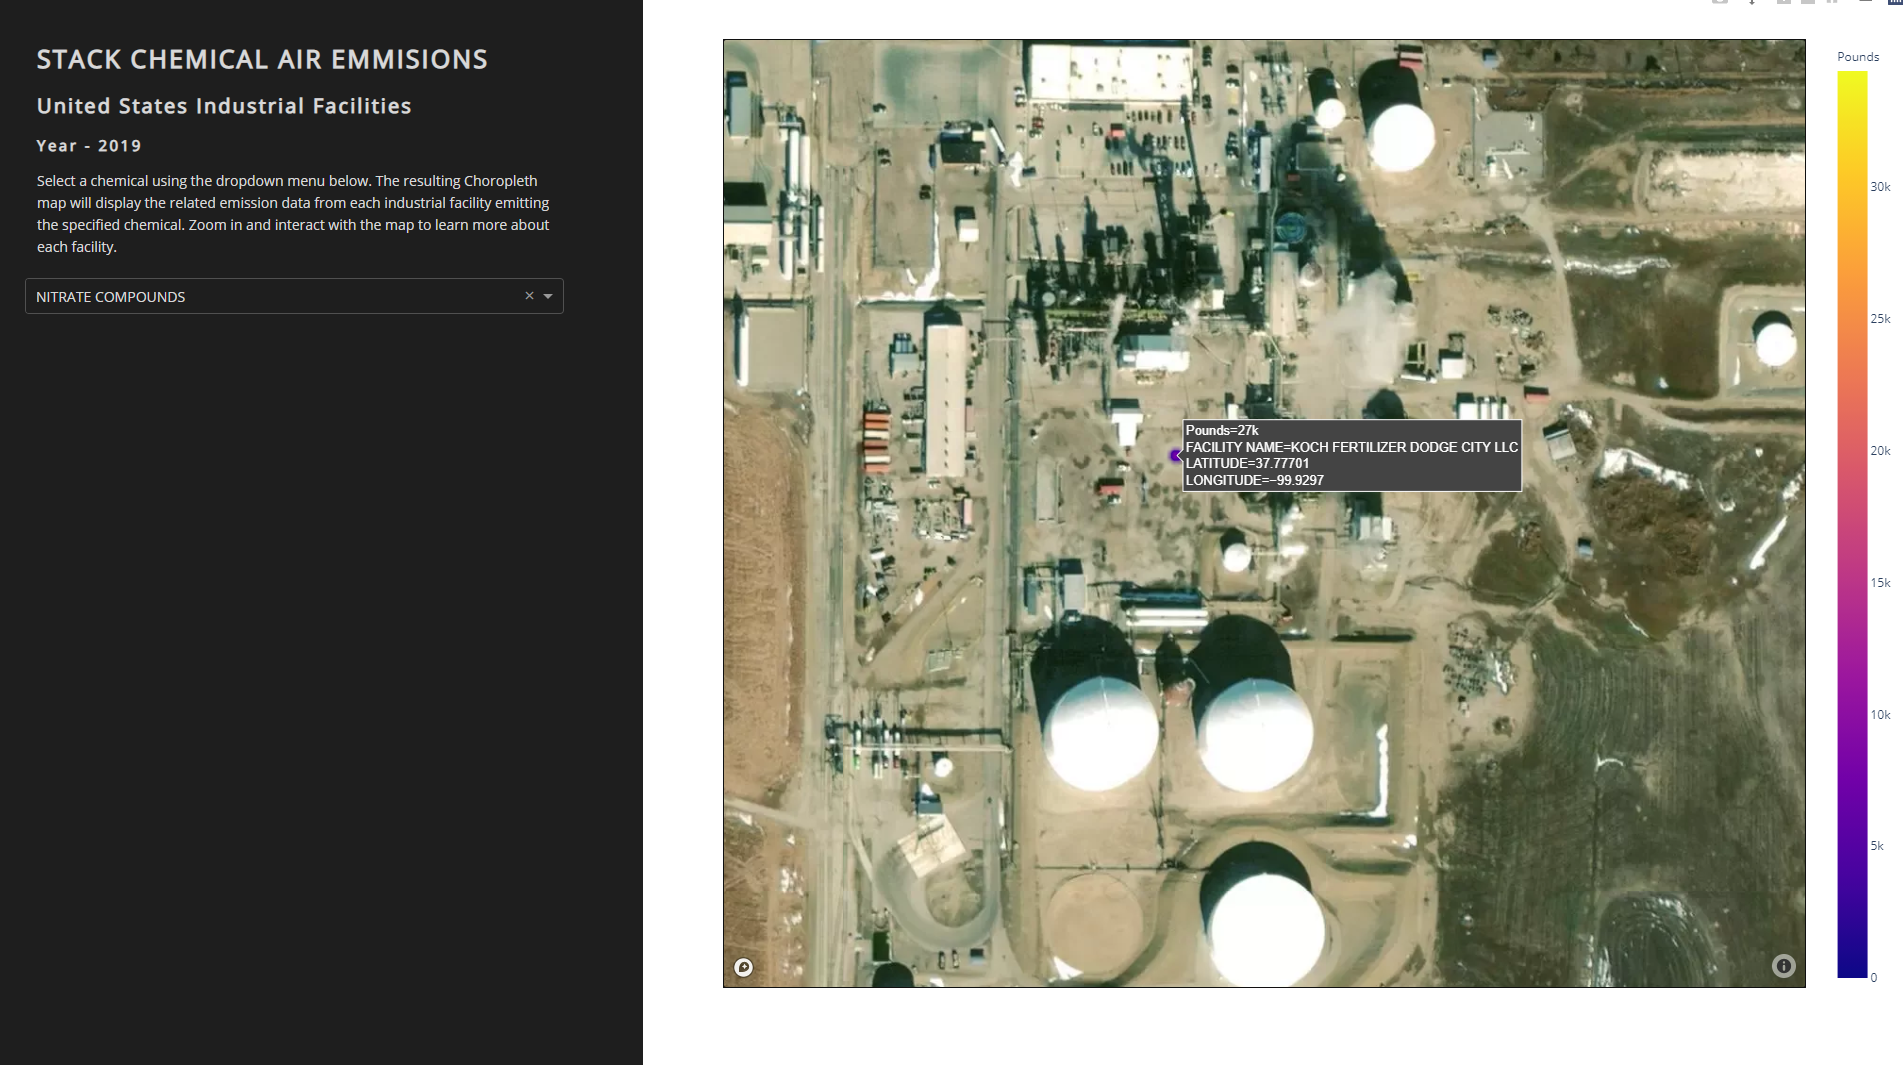 STACK CHEMICAL AIR EMMISIONS
United States Industrial Facilities
Year - 2019
Select a chemical using the dropdown menu below. The resulting Choropleth
map will display the related emission data from each industrial facility emitting
the specified chemical. Zoom in and interact with the map to learn more about
each facility.
NITRATE COMPOUNDS
Pounds=27k
FACILITY NAME=KOCH FERTILIZER DODGE CITY LLC
LATITUDE=37.77701
LONGITUDE=−99.9297
Pounds
30k
25k
20k
15k
10k
5k
0